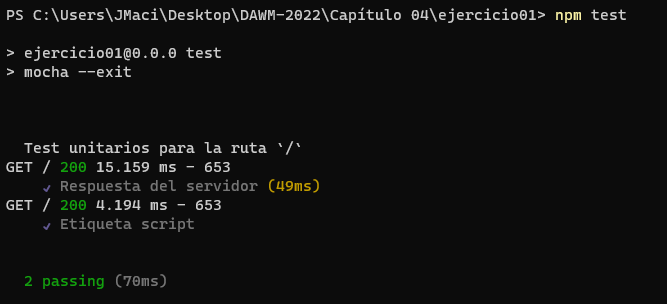 PS C:\Users\JMaci\Desktop\DAWM-2022\Capítulo 04\ejercicio01> npm test
> ejercicio01@0.0.0 test
> mocha --exit
Test unitarios para la ruta `/`
GET / 200 15.159 ms - 653
✓ Respuesta del servidor (49ms)
GET / 200 4.194 ms - 653
✓ Etiqueta script
2 passing (70ms)